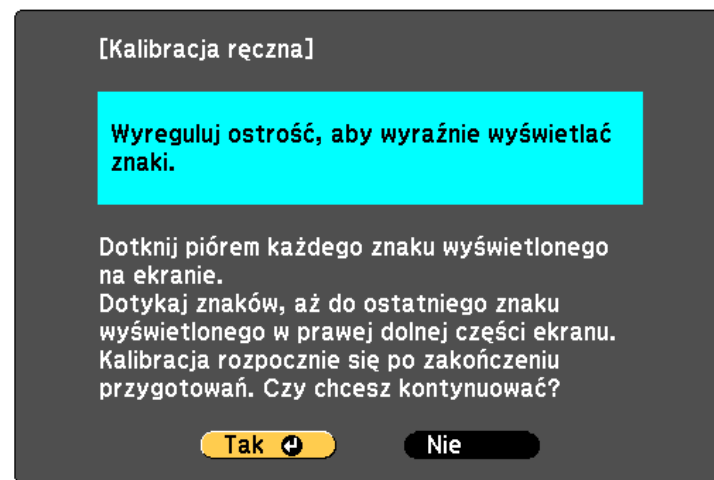 [Kalibracja ręczna]
Wyreguluj ostrość, aby wyraźnie wyświetlać
znaki.
Dotknij piórem każdego znaku wyświetlonego
na ekranie.
Dotykaj znaków, aż do ostatniego znaku
wyświetlonego w prawej dolnej części ekranu.
Kalibracja rozpocznie się po zakończeniu
przygotowań. Czy chcesz kontynuować?
Tak Nie